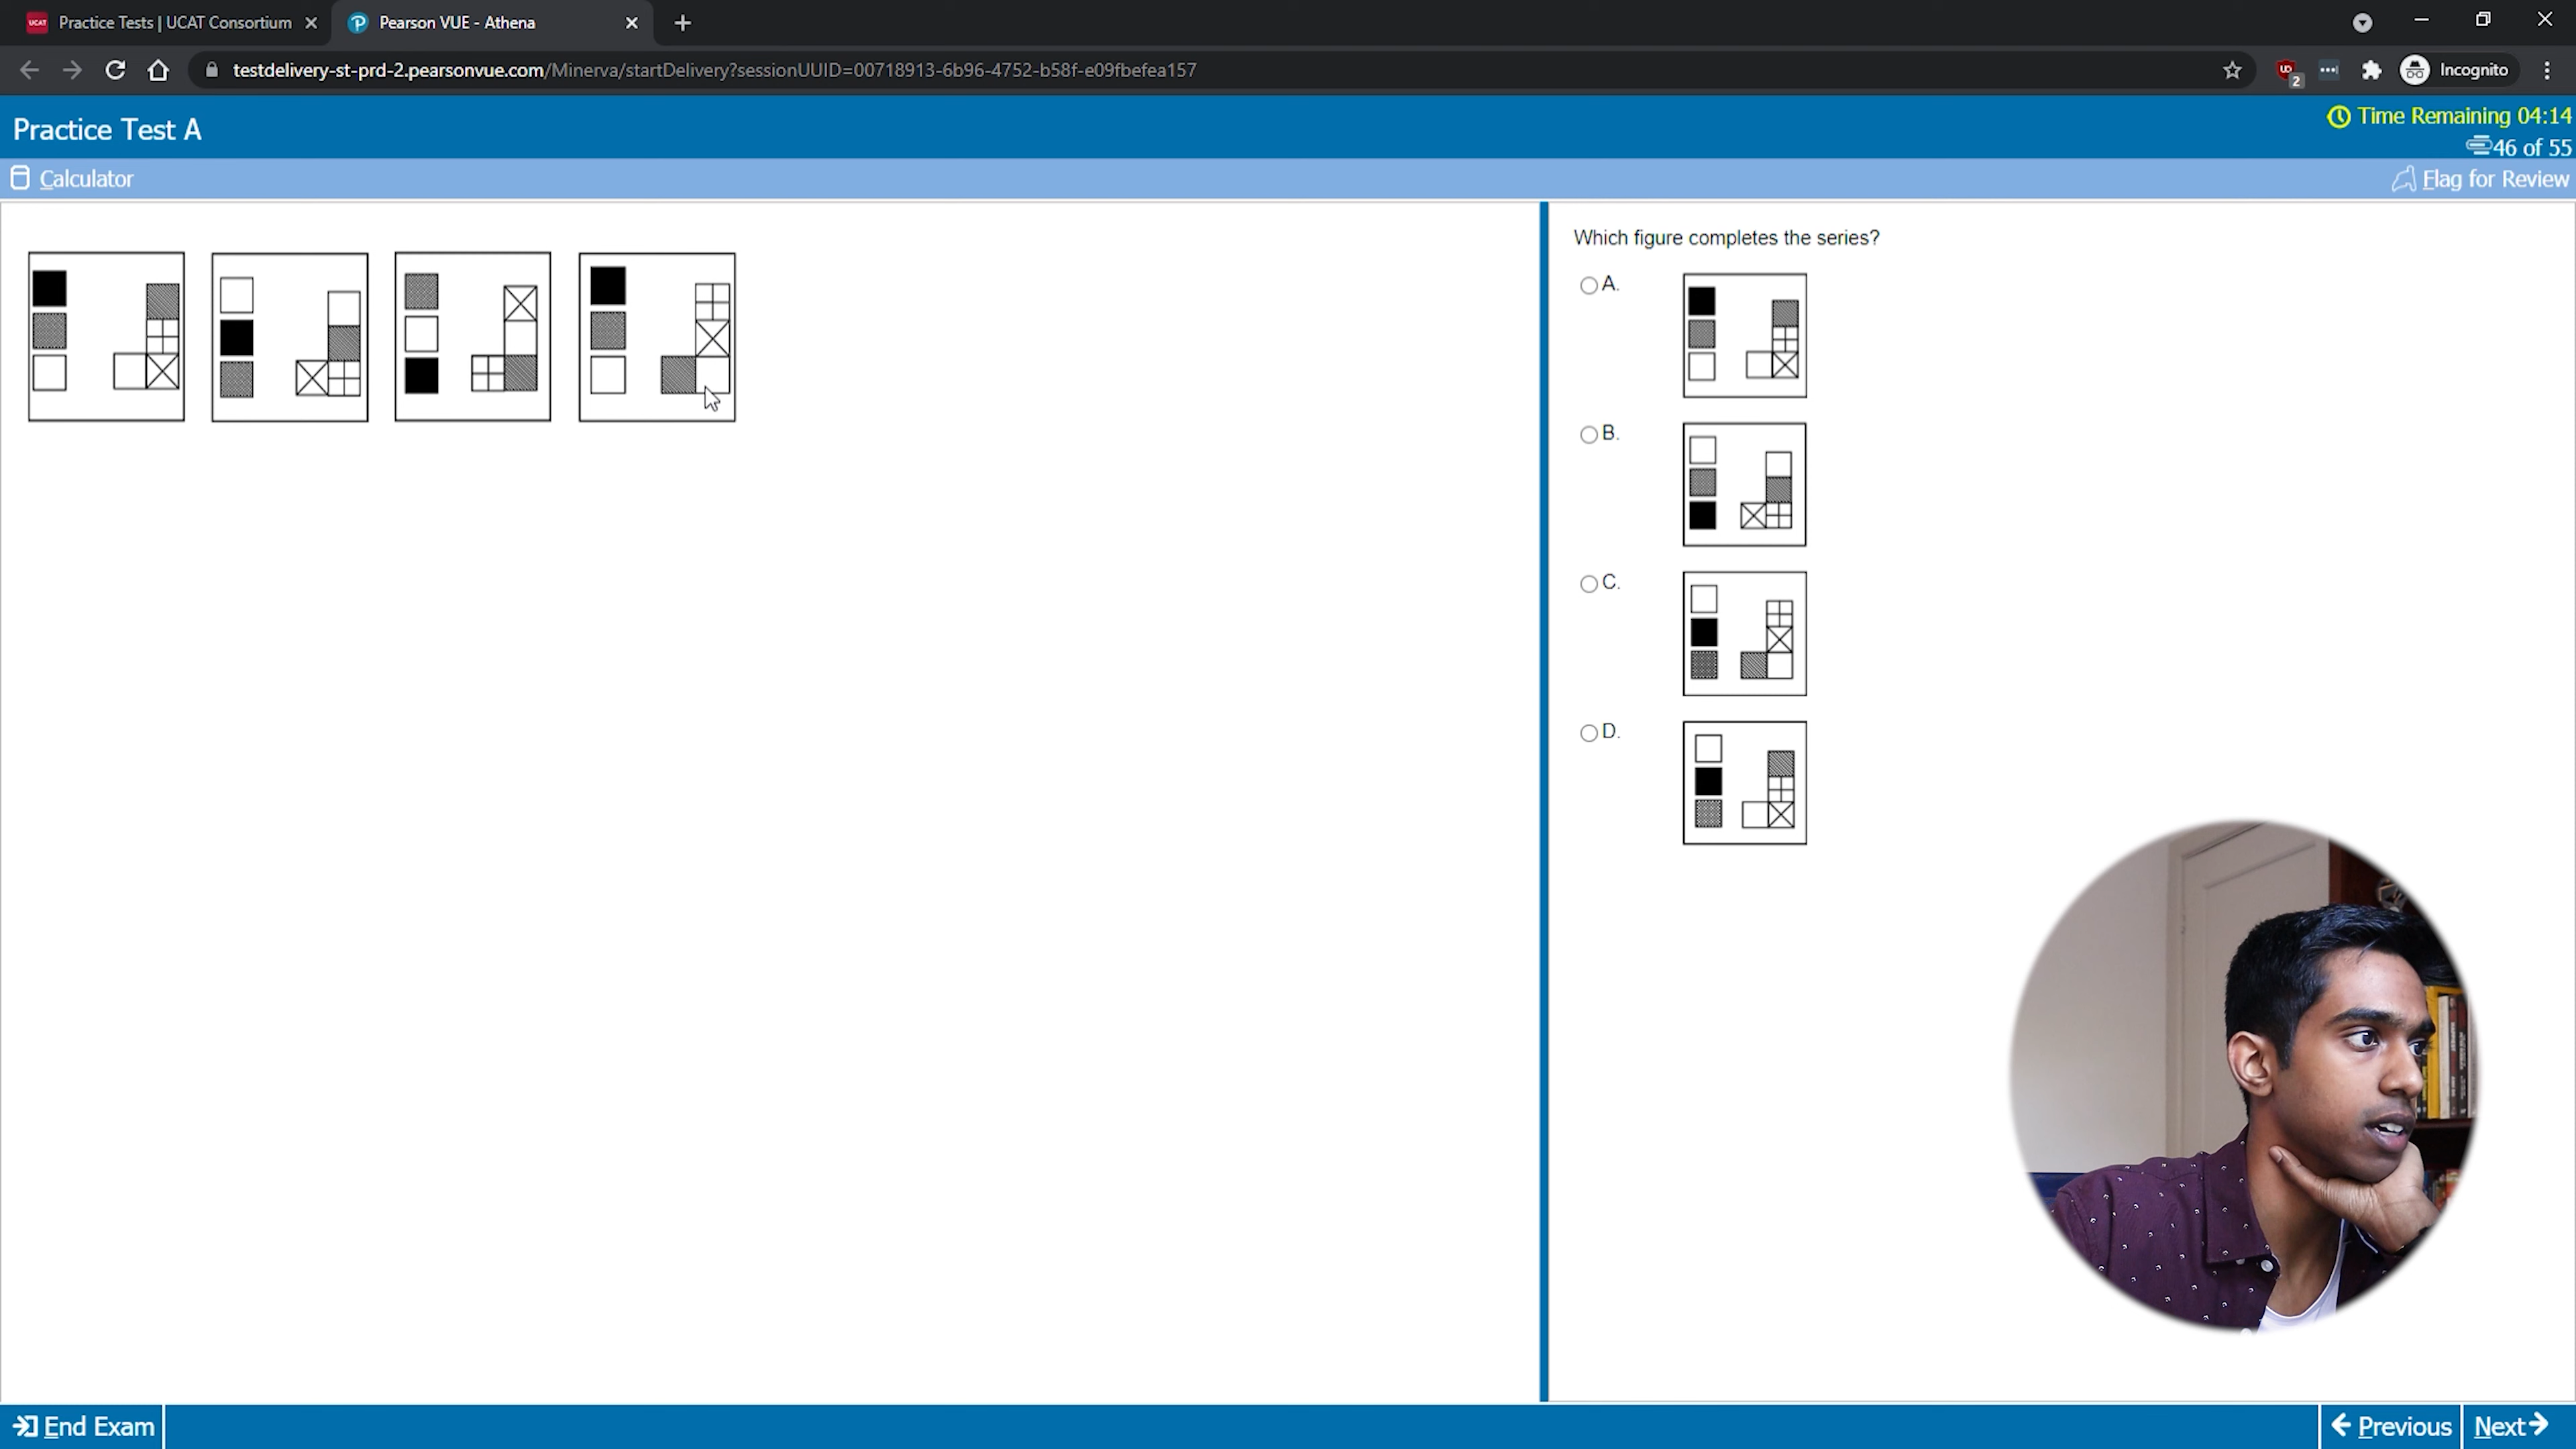 UCAT
Practice Tests | UCAT Consortium
Pearson VUE - Athena
testdelivery-st-prd-2.pearsonvue.com/Minerva/startDelivery?sessionUUID=00718913-6b96-4752-b58f-e09fbefea157
2
Incognito
Practice Test A
Time Remaining 04:14
46 of 55
Calculator
Flag for Review
Which figure completes the series?
A.
B.
C.
D.
End Exam
Previous
Next